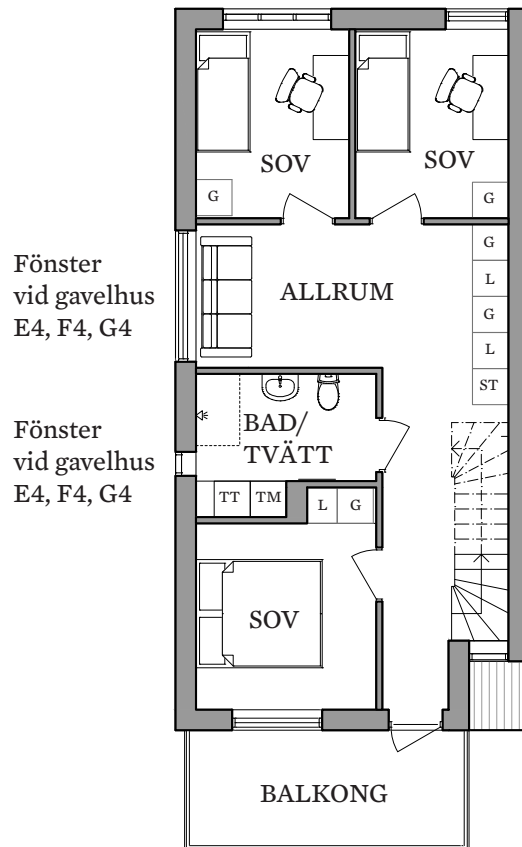 SOV
SOV
G
G
G
Fönster
vid gavelhus
E4, F4, G4
ALLRUM
L
G
L
ST
Fönster
vid gavelhus
E4, F4, G4
BAD/
TVÄTT
TT TM
L G
SOV
BALKONG